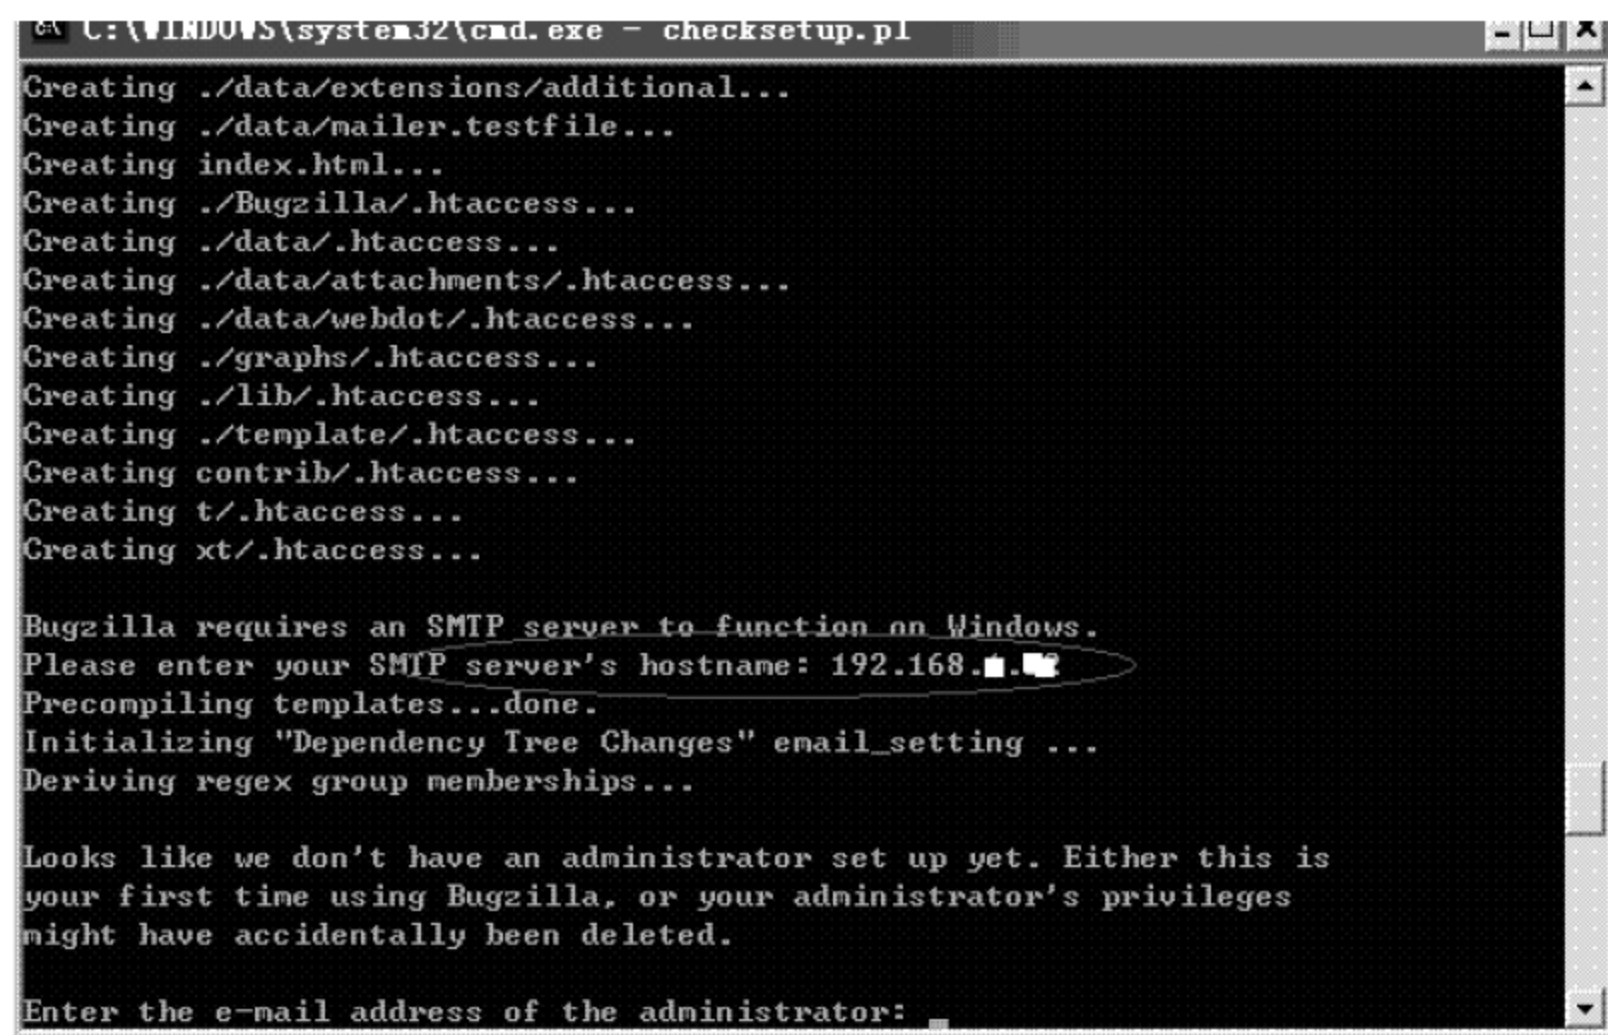 C:\WINDOWS\system32\cmd.exe - checksetup.pl
Creating ./data/extensions/additional...
Creating ./data/mailer.testfile...
Creating index.html...
Creating ./Bugzilla/.htaccess...
Creating ./data/.htaccess...
Creating ./data/attachments/.htaccess...
Creating ./data/webdot/.htaccess...
Creating ./graphs/.htaccess...
Creating ./lib/.htaccess...
Creating ./template/.htaccess...
Creating contrib/.htaccess...
Creating t/.htaccess...
Creating xt/.htaccess...
Bugzilla requires an SMTP server to function on Windows.
Please enter your SMTP server's hostname: 192.168.
Precompiling templates...done.
Initializing "Dependency Tree Changes" email_setting ...
Deriving regex group memberships...
Looks like we don't have an administrator set up yet. Either this is
your first time using Bugzilla, or your administrator's privileges
might have accidentally been deleted.
Enter the e-mail address of the administrator: